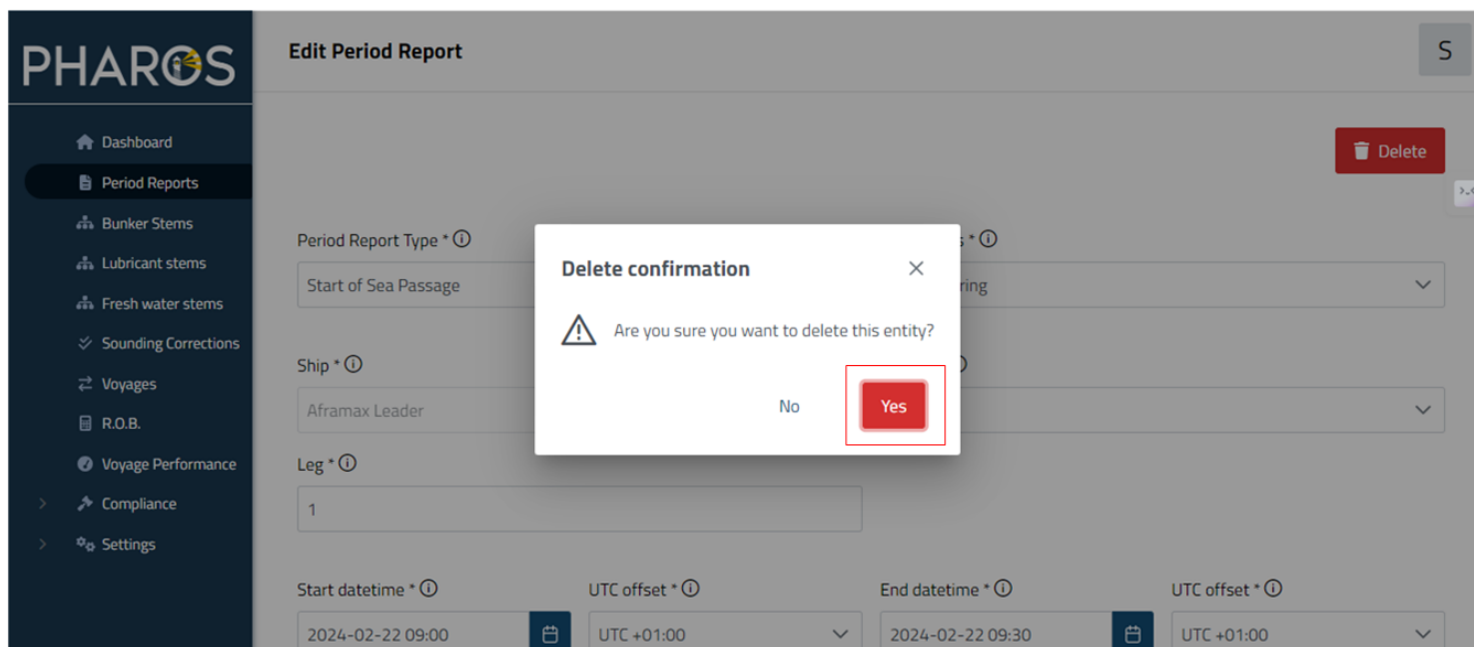 PHAROS
Edit Period Report
S
Dashboard
Period Reports
Bunker Stems
Lubricant stems
Fresh water stems
Sounding Corrections
Voyages
R.O.B.
Voyage Performance
Compliance
Settings
Delete
Period Report Type *
Start of Sea Passage
Ship *
Aframax Leader
Leg *
1
Delete confirmation
Are you sure you want to delete this entity?
No Yes
Start datetime * UTC offset * End datetime * UTC offset *
2024-02-22 09:00 UTC +01:00 2024-02-22 09:30 UTC +01:00